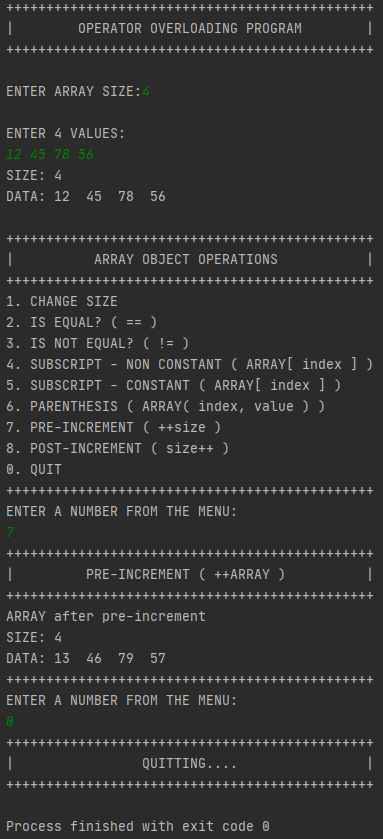 ++++++++++++++++++++++++++++++++++++++++++++++
|        OPERATOR OVERLOADING PROGRAM        |
++++++++++++++++++++++++++++++++++++++++++++++
ENTER ARRAY SIZE:4
ENTER 4 VALUES:
12 45 78 56
SIZE: 4
DATA: 12  45  78  56
++++++++++++++++++++++++++++++++++++++++++++++
|          ARRAY OBJECT OPERATIONS           |
++++++++++++++++++++++++++++++++++++++++++++++
1. CHANGE SIZE
2. IS EQUAL? ( == )
3. IS NOT EQUAL? ( != )
4. SUBSCRIPT - NON CONSTANT ( ARRAY[ index ] )
5. SUBSCRIPT - CONSTANT ( ARRAY[ index ] )
6. PARENTHESIS ( ARRAY( index, value ) )
7. PRE-INCREMENT ( ++size )
8. POST-INCREMENT ( size++ )
0. QUIT
++++++++++++++++++++++++++++++++++++++++++++++
ENTER A NUMBER FROM THE MENU:
7
++++++++++++++++++++++++++++++++++++++++++++++
|         PRE-INCREMENT ( ++ARRAY )          |
++++++++++++++++++++++++++++++++++++++++++++++
ARRAY after pre-increment
SIZE: 4
DATA: 13  46  79  57
++++++++++++++++++++++++++++++++++++++++++++++
ENTER A NUMBER FROM THE MENU:
0
++++++++++++++++++++++++++++++++++++++++++++++
|                QUITTING....                |
++++++++++++++++++++++++++++++++++++++++++++++
Process finished with exit code 0